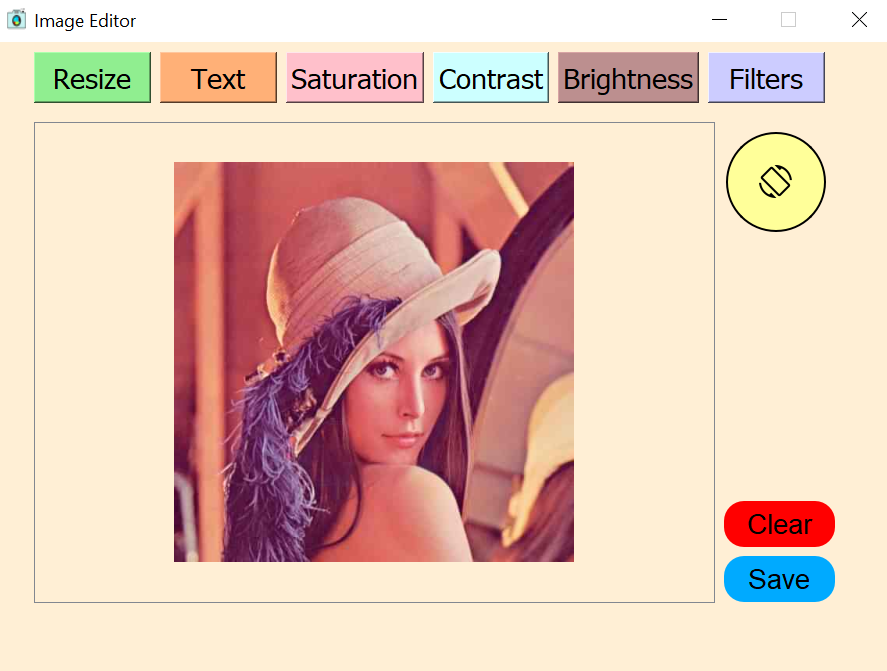 Image Editor
Resize Text Saturation Contrast Brightness Filters
Clear
Save